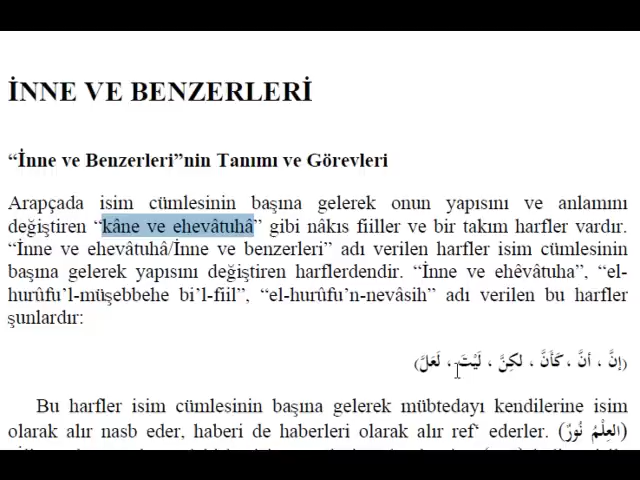 İNNE VE BENZERLERİ
“İnne ve Benzerleri”nin Tanımı ve Görevleri
Arapçada isim cümlesinin başına gelerek onun yapısını ve anlamını
değiştiren “kâne ve ehevâtuhâ” gibi nâkıs fiiller ve bir takım harfler vardır.
“İnne ve ehevâtuhâ/İnne ve benzerleri” adı verilen harfler isim cümlesinin
başına gelerek yapısını değiştiren harflerdendir. “İnne ve ehêvâtuha”, “el-
hurûfu’l-müşebbehe bi’l-fiil”, “el-hurûfu’n-nevâsih” adı verilen bu harfler
şunlardır:
(إنَّ ، أنَّ ، كَأَنَّ ، لكِنَّ ، لَيْتَ ، لَعَلَّ)
Bu harfler isim cümlesinin başına gelerek mübtedayı kendilerine isim
olarak alır nasb eder, haberi de haberleri olarak alır ref‘ ederler. (العِلْمُ نُورٌ)